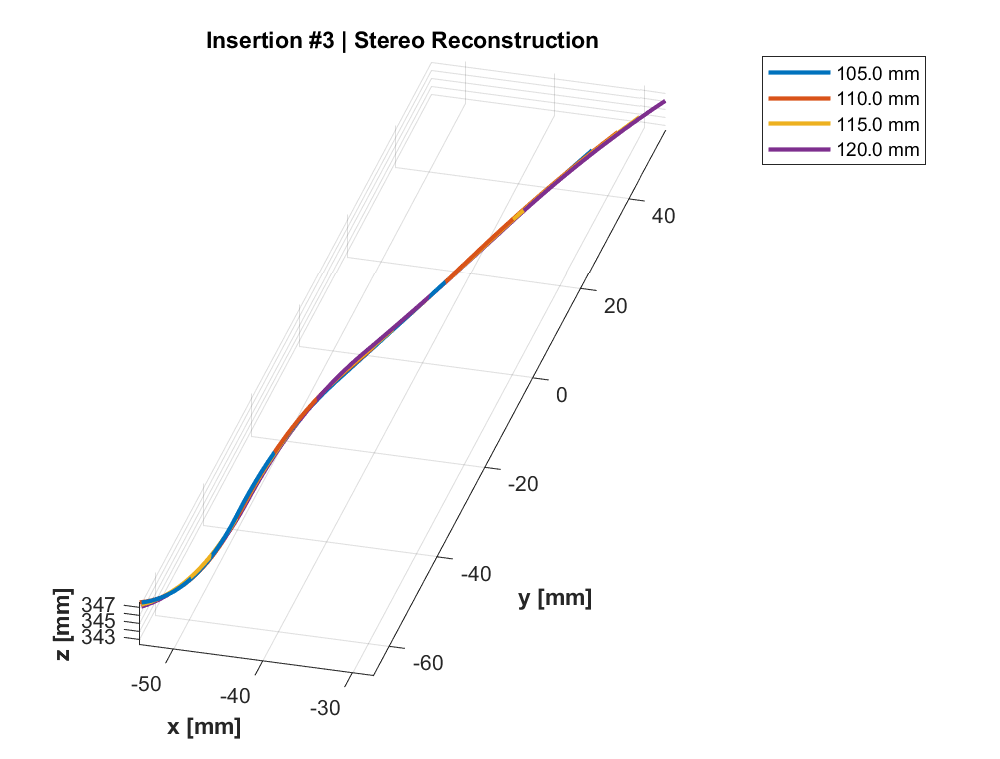 Insertion #3 | Stereo Reconstruction
105.0 mm
110.0 mm
115.0 mm
120.0 mm
40
20
0
-20
-40
-60
y [mm]
347
345
343
z [mm]
-50
-40
-30
x [mm]